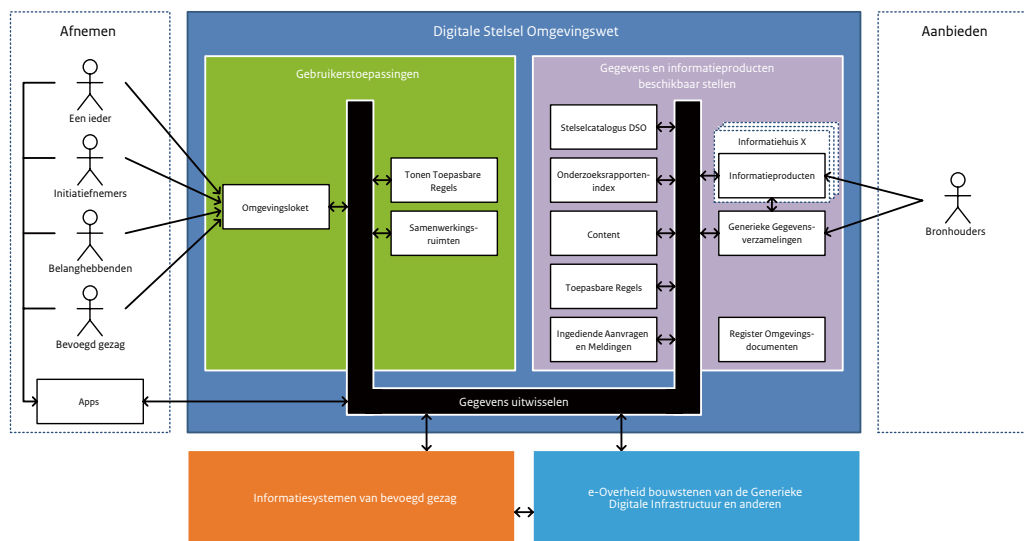 Afnemen
Een ieder
Initiatiefnemers
Belanghebbenden
Bevoegd gezag
Apps
Digitale Stelsel Omgevingswet
Gebruikerstoepassingen
Omgevingsloket
Tonen Toepasbare
Regels
Samenwerkings-
ruimten
Gegevens en informatieproducten
beschikbaar stellen
Stelselcatalogus DSO
Onderzoeksrapporten-
index
Content
Toepasbare Regels
Ingediende Aanvragen
en Meldingen
Informatiehuis X
Informatieproducten
Generieke Gegevens-
verzamelingen
Register Omgevings-
documenten
Gegevens uitwisselen
Aanbieden
Bronhouders
Informatiesystemen van bevoegd gezag
e-Overheid bouwstenen van de Generieke
Digitale Infrastructuur en anderen